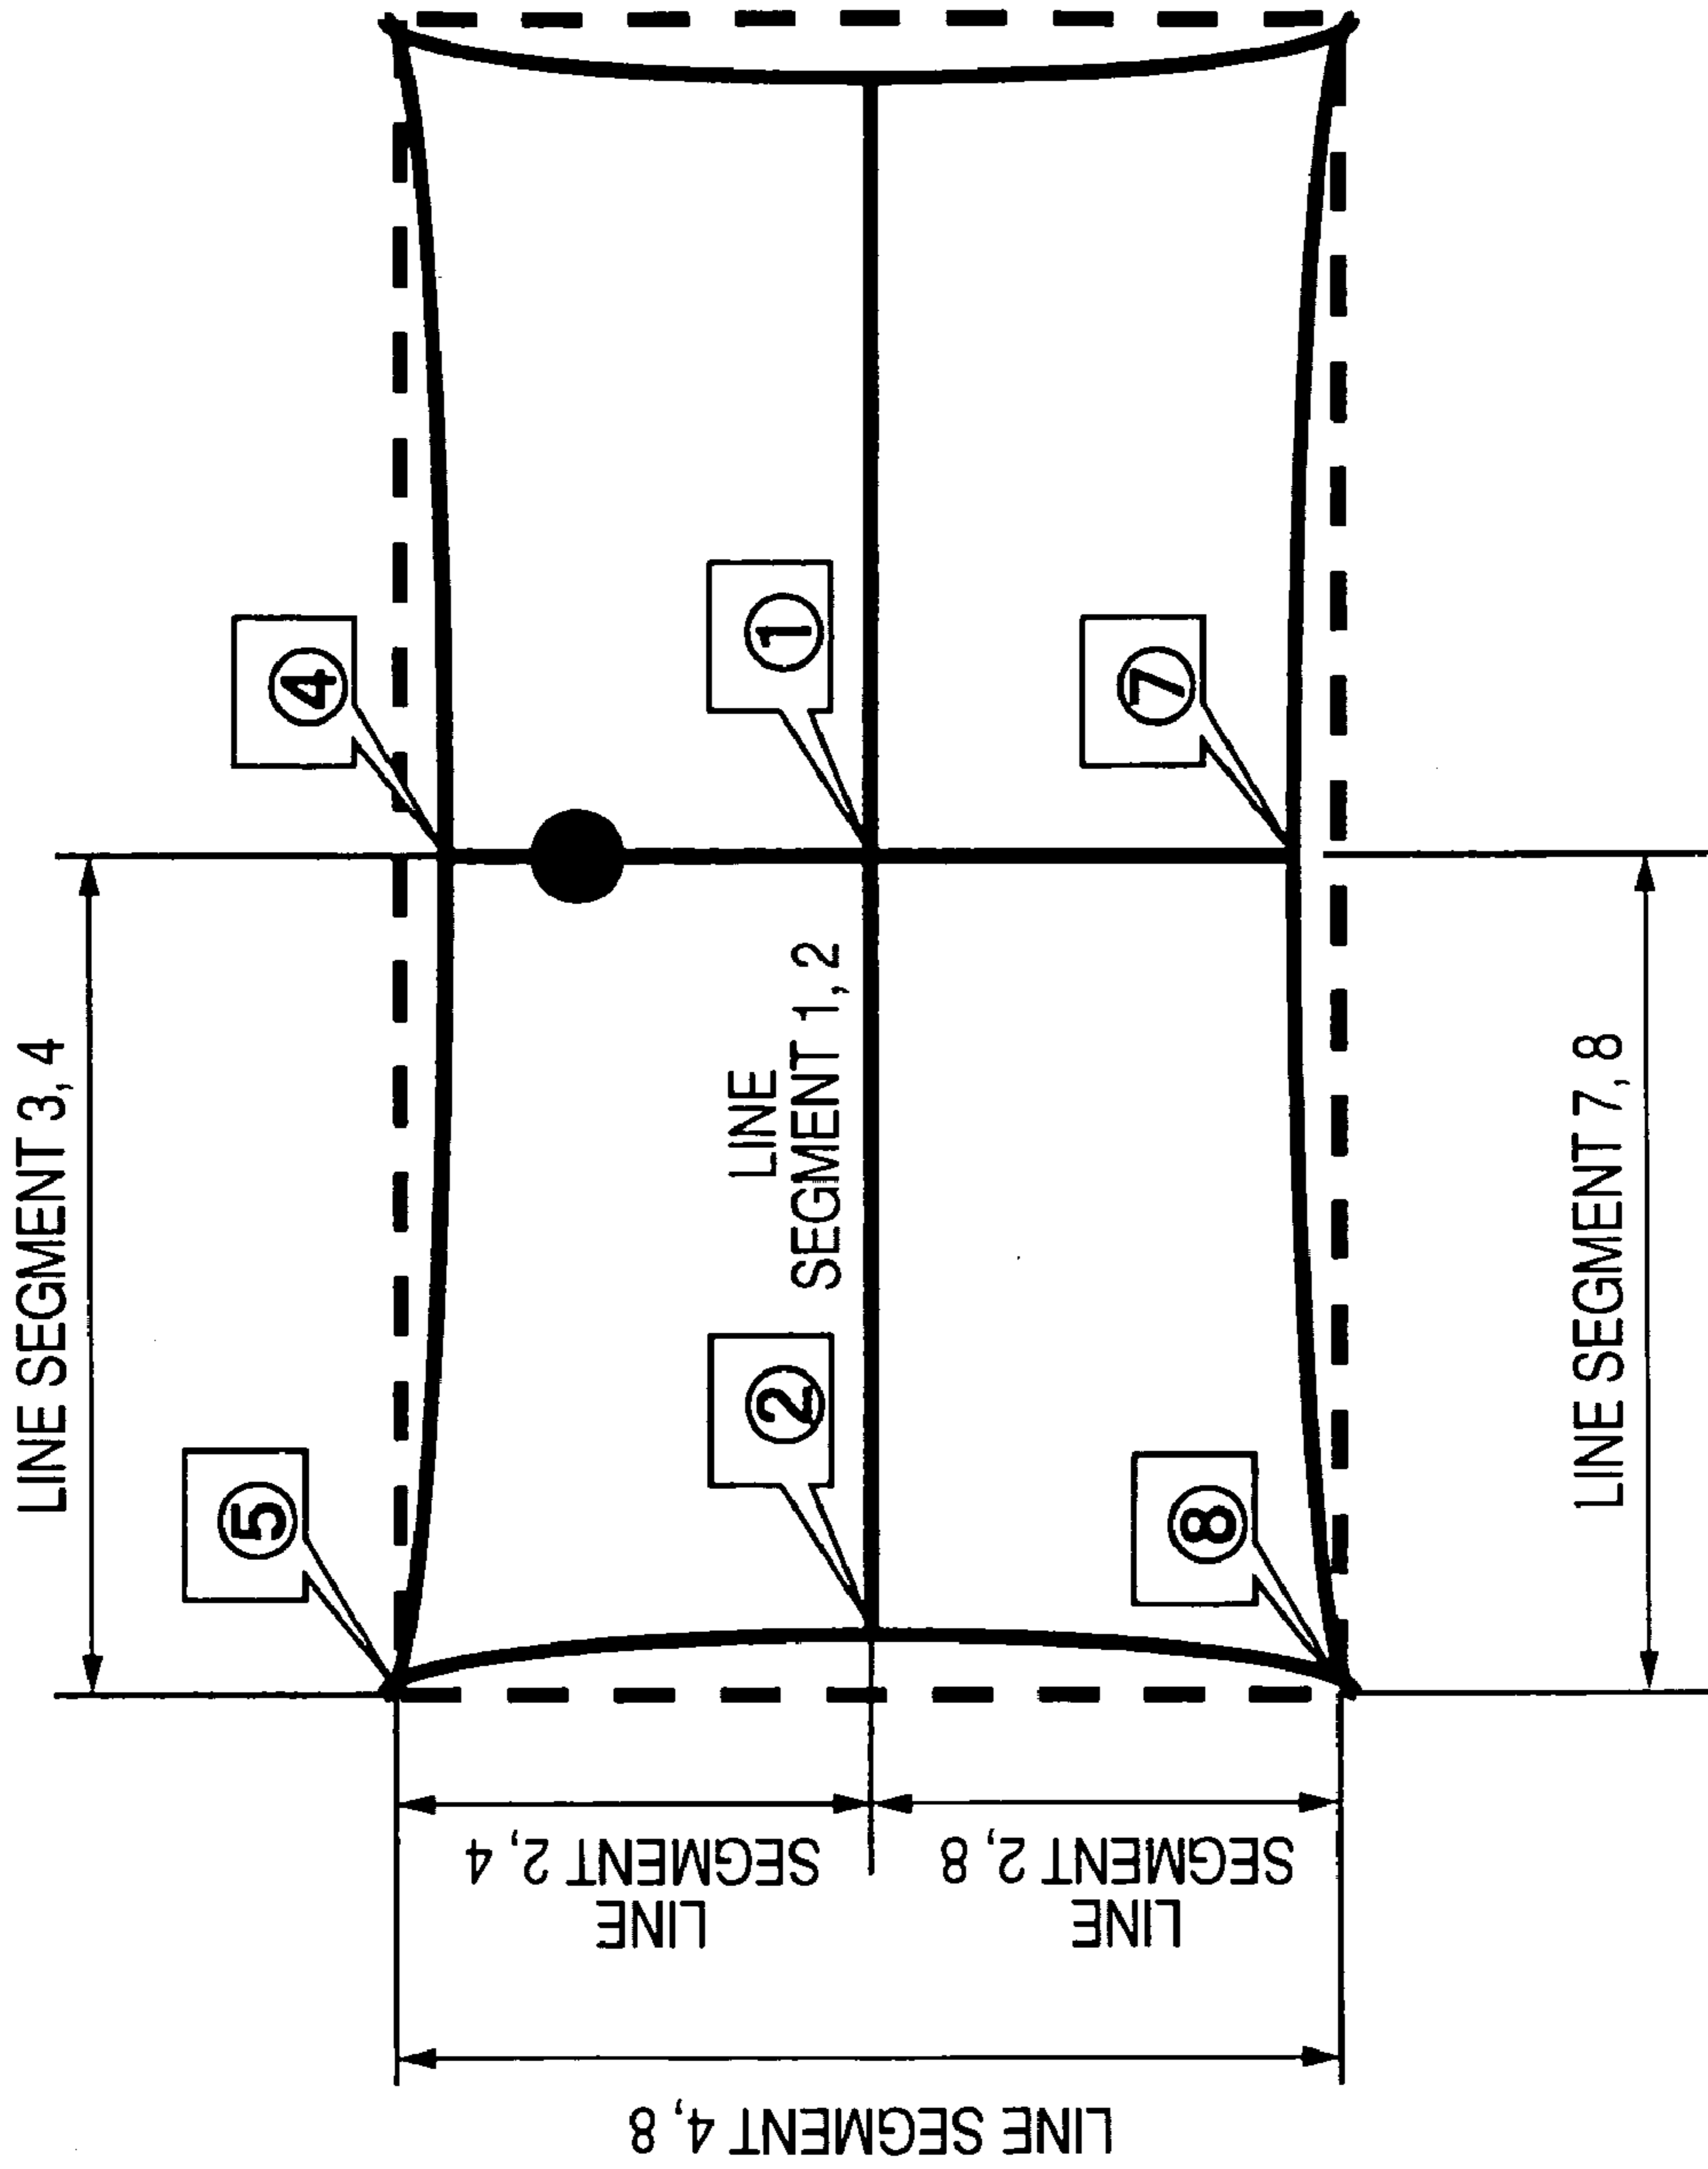 LINE SEGMENT 3, 4
⑤
④
②
①
LINE
SEGMENT 1, 2
⑧
⑦
LINE SEGMENT 7, 8
LINE
SEGMENT 2, 4
LINE
SEGMENT 2, 8
LINE SEGMENT 4, 8